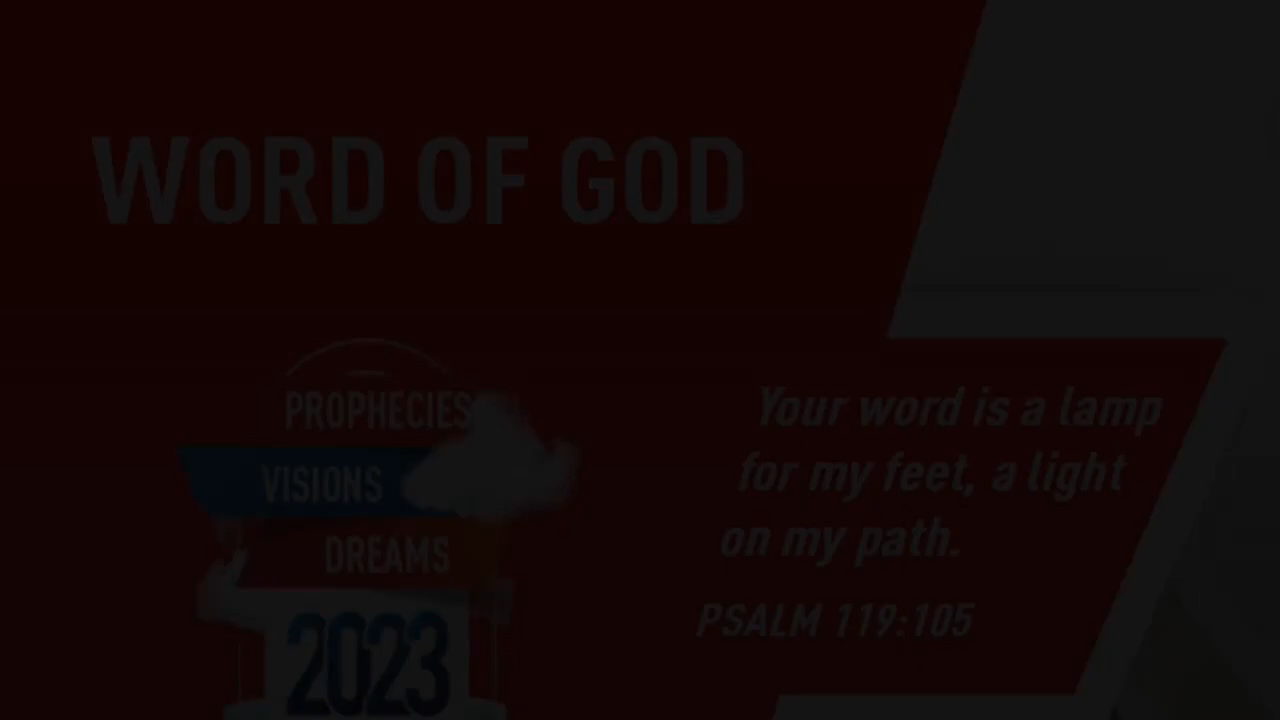 WORD OF GOD
PROPHECIES
VISIONS
DREAMS
2023
Your word is a lamp
for my feet, a light
on my path.
PSALM 119:105